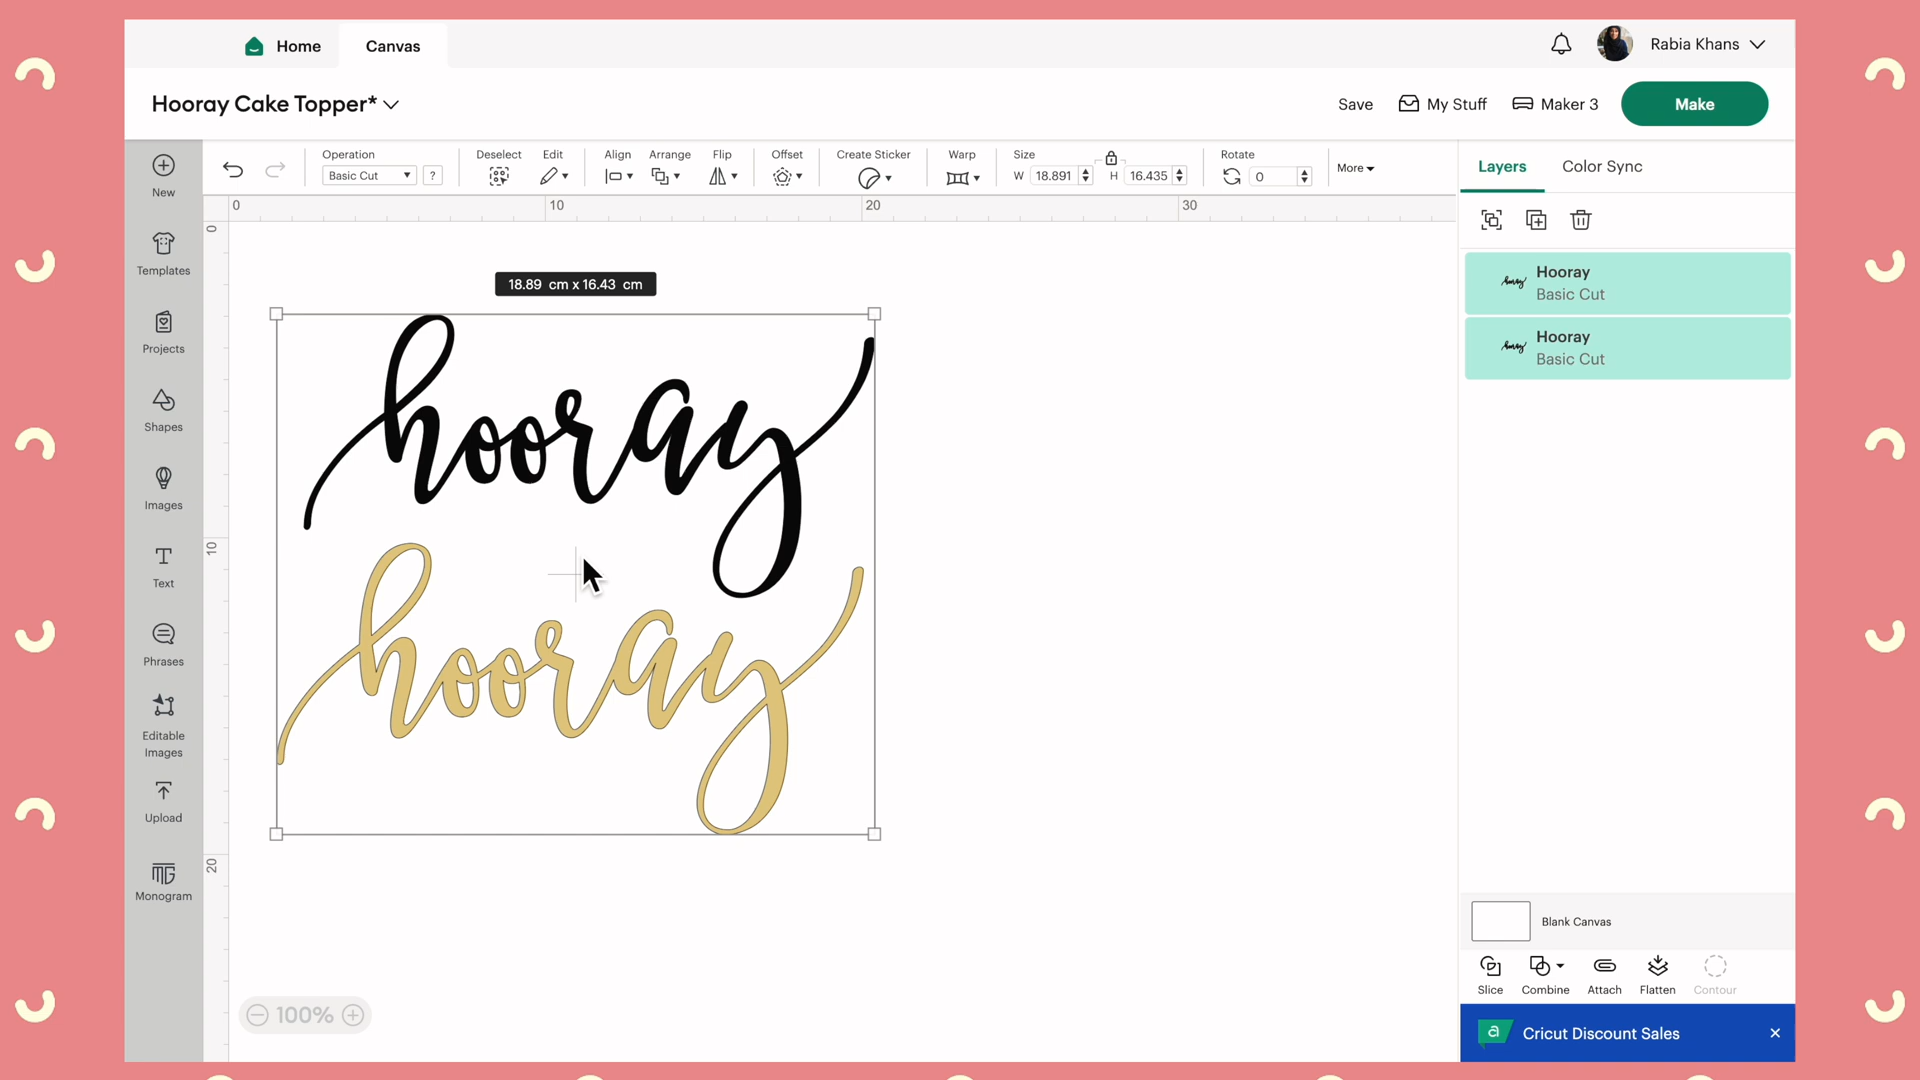 Home
Canvas
Rabia Khans
Hooray Cake Topper*
Save
My Stuff
Maker 3
Make
Operation
Basic Cut
?
Deselect
Edit
Align
Arrange
Flip
Offset
Create Sticker
Warp
Size
W 18.891
H 16.435
Rotate
0
More
Layers
Color Sync
New
Templates
Projects
Shapes
Images
Text
Phrases
Editable
Images
Upload
Monogram
0
10
20
30
0
10
20
18.89 cm x 16.43 cm
hooray
hooray
100%
Hooray
Basic Cut
Hooray
Basic Cut
Blank Canvas
Slice
Combine
Attach
Flatten
Contour
a
Cricut Discount Sales